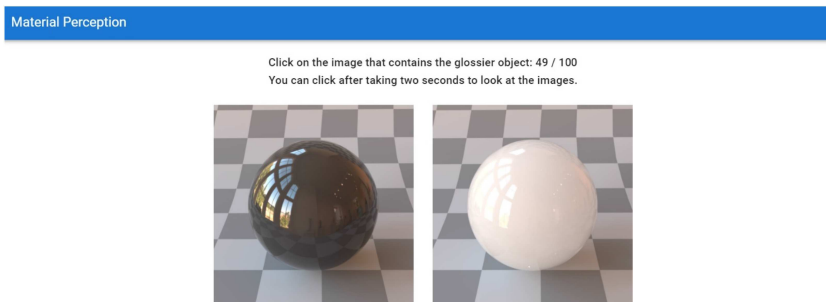 Material Perception
Click on the image that contains the glossier object: 49 / 100
You can click after taking two seconds to look at the images.